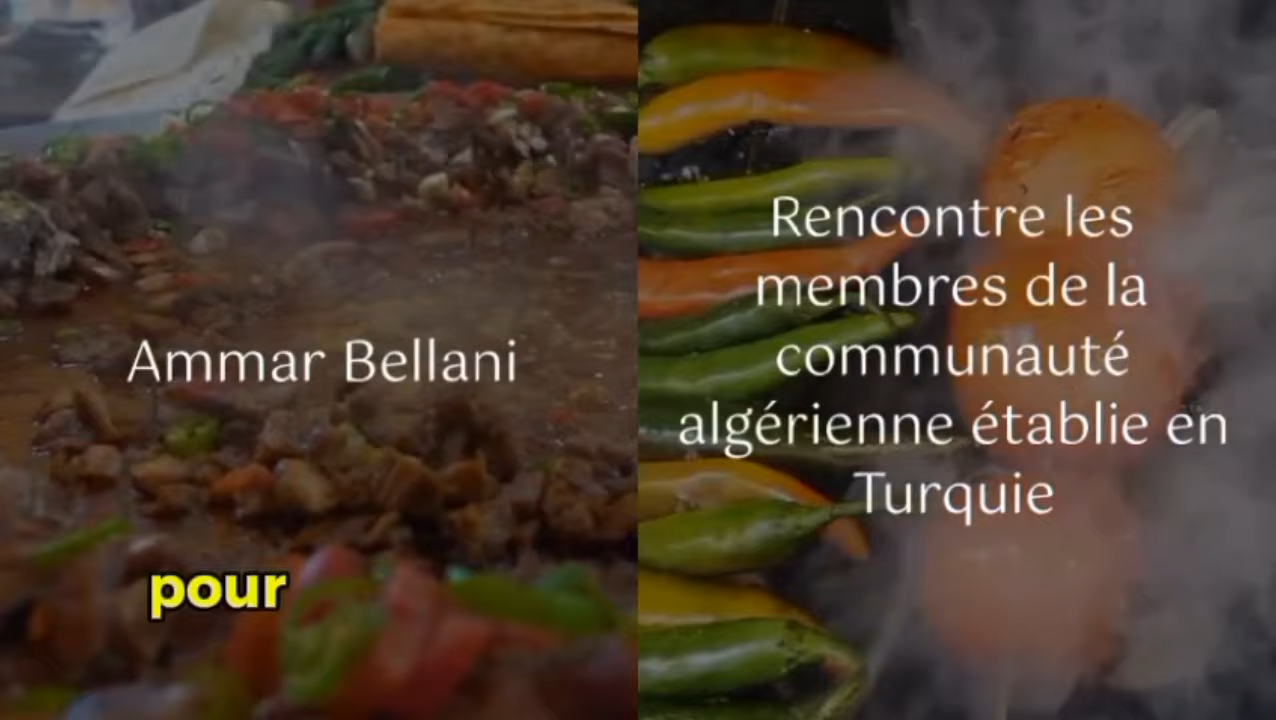 Ammar Bellani
pour
Rencontre les
membres de la
communauté
algérienne établie en
Turquie